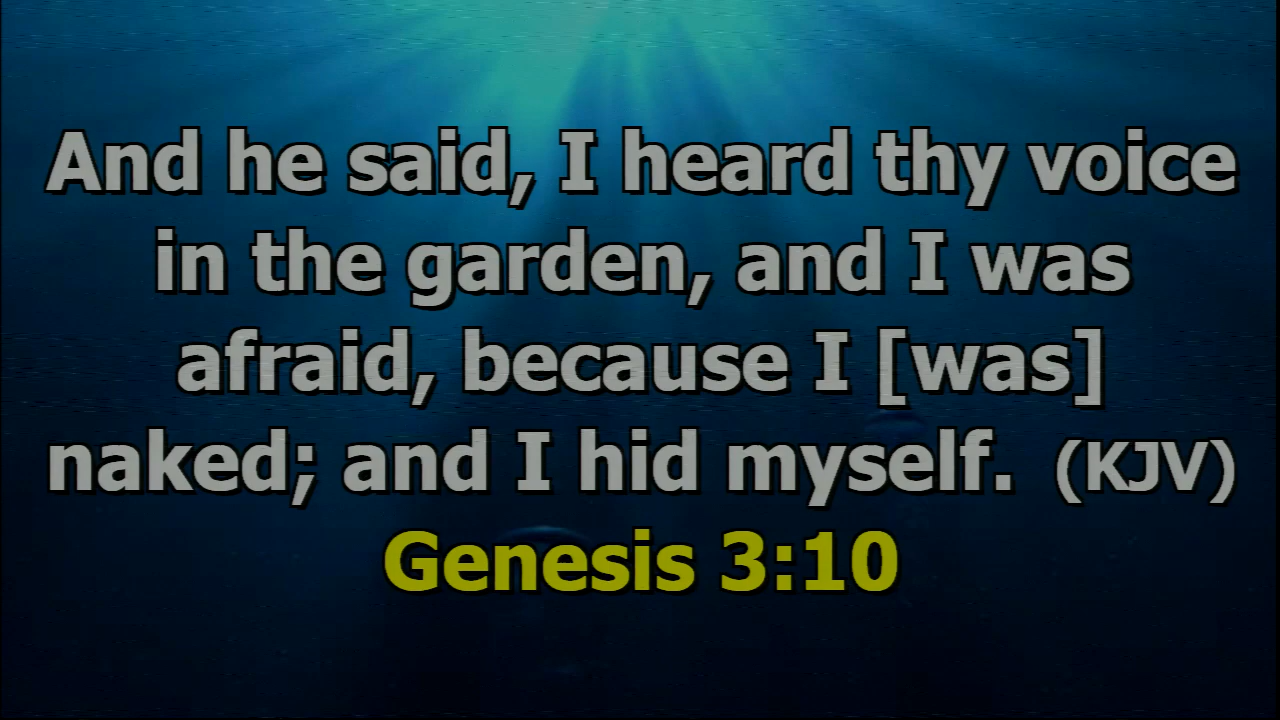 And he said, I heard thy voice
in the garden, and I was
afraid, because I [was]
naked; and I hid myself. (KJV)
Genesis 3:10